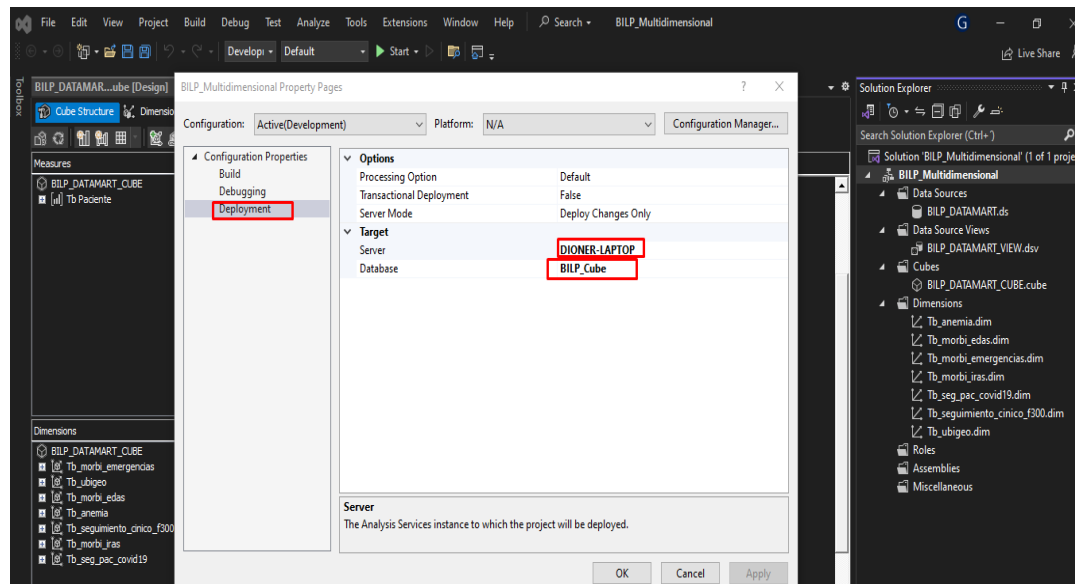 File Edit View Project Build Debug Test Analyze Tools Extensions Window Help Search BILP_Multidimensional G
Develop Default Start Live Share
Toolbox
BILP_DATAMAR...ube [Design]
Cube Structure Dimensio
Measures
BILP_DATAMART_CUBE
Tb Paciente
Dimensions
BILP_DATAMART_CUBE
Tb_morbi_emergencias
Tb_ubigeo
Tb_morbi_edas
Tb_anemia
Tb_seguimiento_cinico_f300
Tb_morbi_iras
Tb_seg_pac_covid19
BILP_Multidimensional Property Pages ?
Configuration: Active(Development) Platform: N/A Configuration Manager...
Configuration Properties
Build
Debugging
Deployment
Options
Processing Option Default
Transactional Deployment False
Server Mode Deploy Changes Only
Target
Server DIONER-LAPTOP
Database BILP_Cube
Server
The Analysis Services instance to which the project will be deployed.
OK Cancel Apply
Solution Explorer
Search Solution Explorer (Ctrl+´)
Solution 'BILP_Multidimensional' (1 of 1 proje
BILP_Multidimensional
Data Sources
BILP_DATAMART.ds
Data Source Views
BILP_DATAMART_VIEW.dsv
Cubes
BILP_DATAMART_CUBE.cube
Dimensions
Tb_anemia.dim
Tb_morbi_edas.dim
Tb_morbi_emergencias.dim
Tb_morbi_iras.dim
Tb_seg_pac_covid19.dim
Tb_seguimiento_cinico_f300.dim
Tb_ubigeo.dim
Roles
Assemblies
Miscellaneous